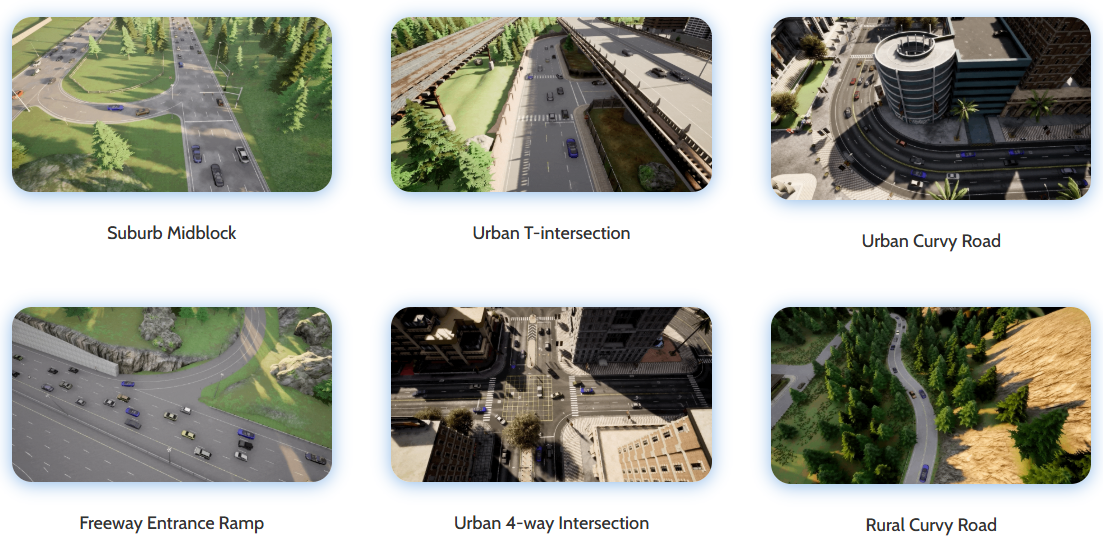 Suburb Midblock
Urban T-intersection
Urban Curvy Road
Freeway Entrance Ramp
Urban 4-way Intersection
Rural Curvy Road